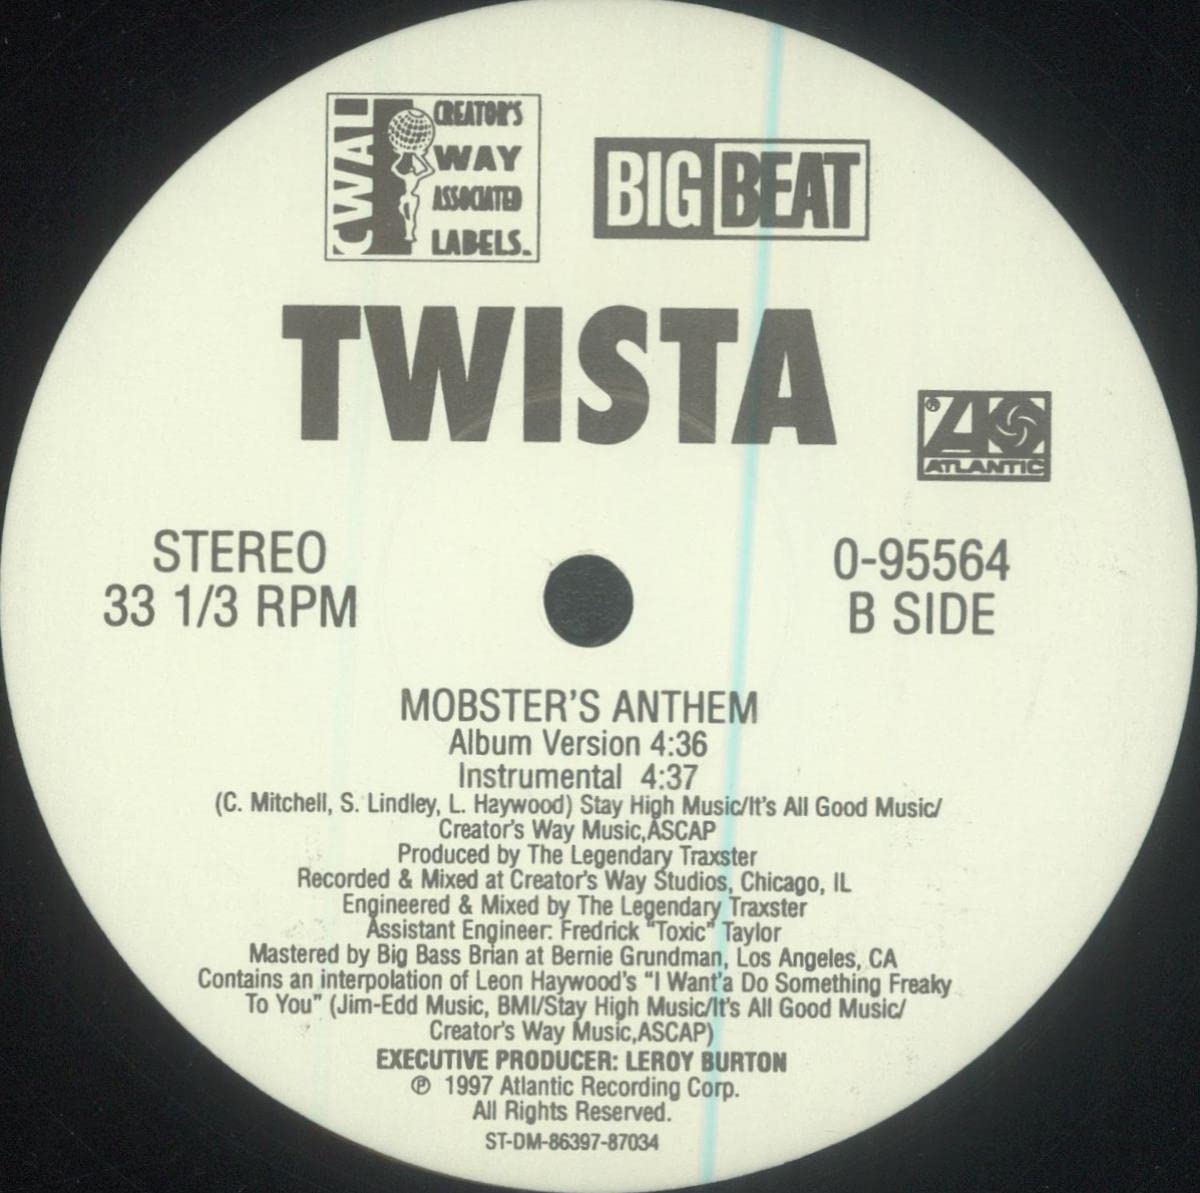 CWAL
CREATOR'S
WAY
ASSOCIATED
LABELS.
BIG BEAT
TWISTA
®
ATLANTIC
STEREO
33 1/3 RPM
0-95564
B SIDE
MOBSTER'S ANTHEM
Album Version 4:36
Instrumental 4:37
(C. Mitchell, S. Lindley, L. Haywood) Stay High Music/It's All Good Music/
Creator's Way Music,ASCAP
Produced by The Legendary Traxster
Recorded & Mixed at Creator's Way Studios, Chicago, IL
Engineered & Mixed by The Legendary Traxster
Assistant Engineer: Fredrick "Toxic" Taylor
Mastered by Big Bass Brian at Bernie Grundman, Los Angeles, CA
Contains an interpolation of Leon Haywood's "I Want'a Do Something Freaky
To You" (Jim-Edd Music, BMI/Stay High Music/It's All Good Music/
Creator's Way Music,ASCAP)
EXECUTIVE PRODUCER: LEROY BURTON
℗ 1997 Atlantic Recording Corp.
All Rights Reserved.
ST-DM-86397-87034